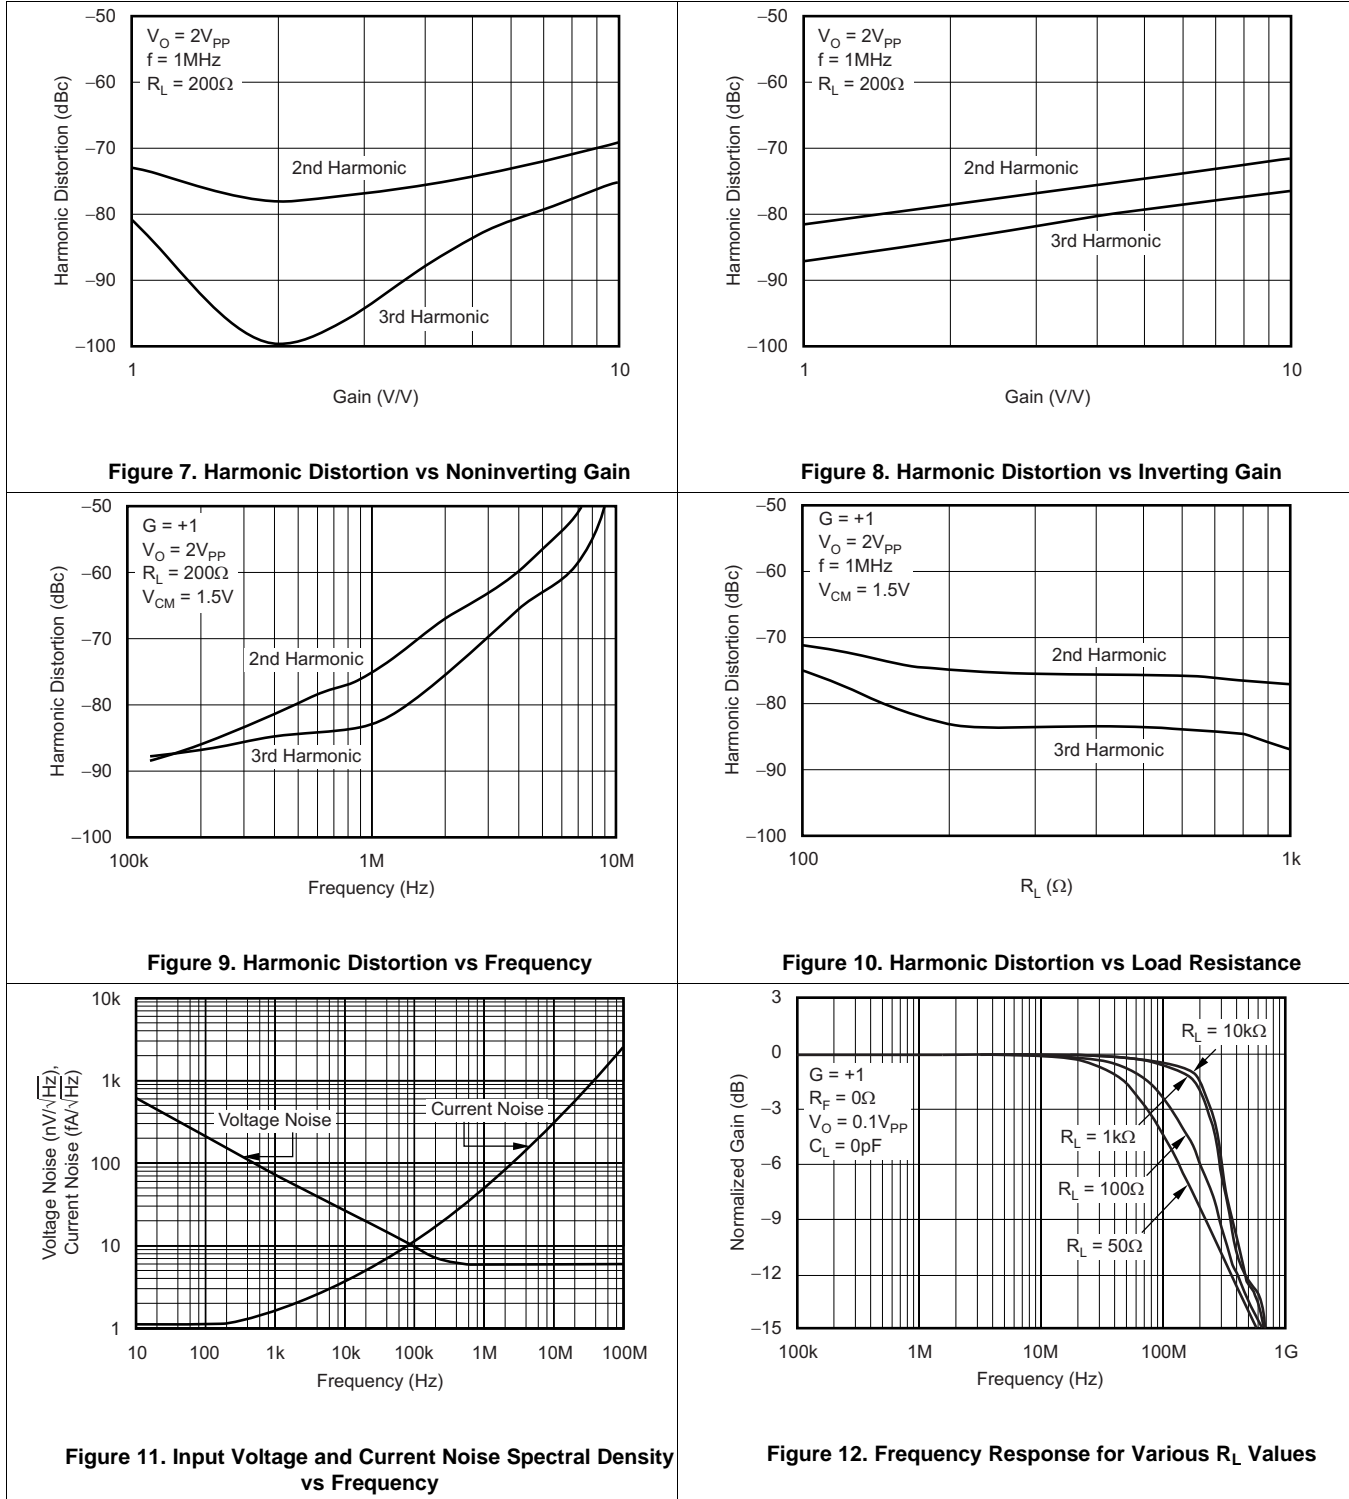 −50
−60
−70
−80
−90
−100
Harmonic Distortion (dBc)
V_O = 2V_PP
f = 1MHz
R_L = 200Ω
2nd Harmonic
3rd Harmonic
1
10
Gain (V/V)
Figure 7. Harmonic Distortion vs Noninverting Gain
−50
−60
−70
−80
−90
−100
Harmonic Distortion (dBc)
V_O = 2V_PP
f = 1MHz
R_L = 200Ω
2nd Harmonic
3rd Harmonic
1
10
Gain (V/V)
Figure 8. Harmonic Distortion vs Inverting Gain
−50
−60
−70
−80
−90
−100
Harmonic Distortion (dBc)
G = +1
V_O = 2V_PP
R_L = 200Ω
V_CM = 1.5V
2nd Harmonic
3rd Harmonic
100k
1M
10M
Frequency (Hz)
Figure 9. Harmonic Distortion vs Frequency
−50
−60
−70
−80
−90
−100
Harmonic Distortion (dBc)
G = +1
V_O = 2V_PP
f = 1MHz
V_CM = 1.5V
2nd Harmonic
3rd Harmonic
100
1k
R_L (Ω)
Figure 10. Harmonic Distortion vs Load Resistance
10k
1k
100
10
1
Voltage Noise (nV/√Hz),
Current Noise (fA/√Hz)
Voltage Noise
Current Noise
10
100
1k
10k
100k
1M
10M
100M
Frequency (Hz)
Figure 11. Input Voltage and Current Noise Spectral Density
vs Frequency
3
0
−3
−6
−9
−12
−15
Normalized Gain (dB)
G = +1
R_F = 0Ω
V_O = 0.1V_PP
C_L = 0pF
R_L = 10kΩ
R_L = 1kΩ
R_L = 100Ω
R_L = 50Ω
100k
1M
10M
100M
1G
Frequency (Hz)
Figure 12. Frequency Response for Various R_L Values